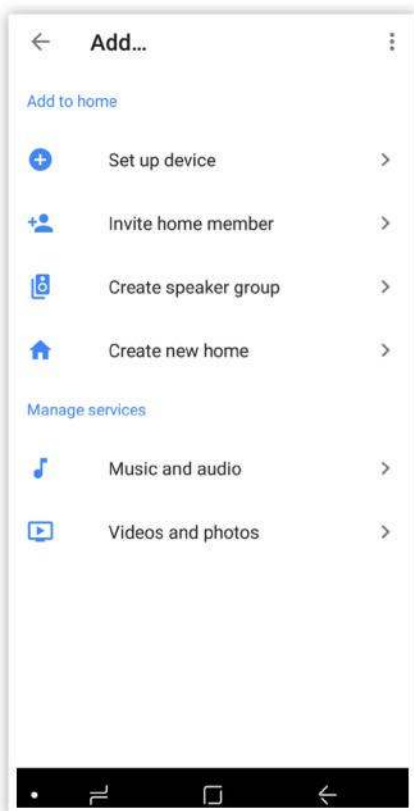 Add...
Add to home
Set up device
Invite home member
Create speaker group
Create new home
Manage services
Music and audio
Videos and photos